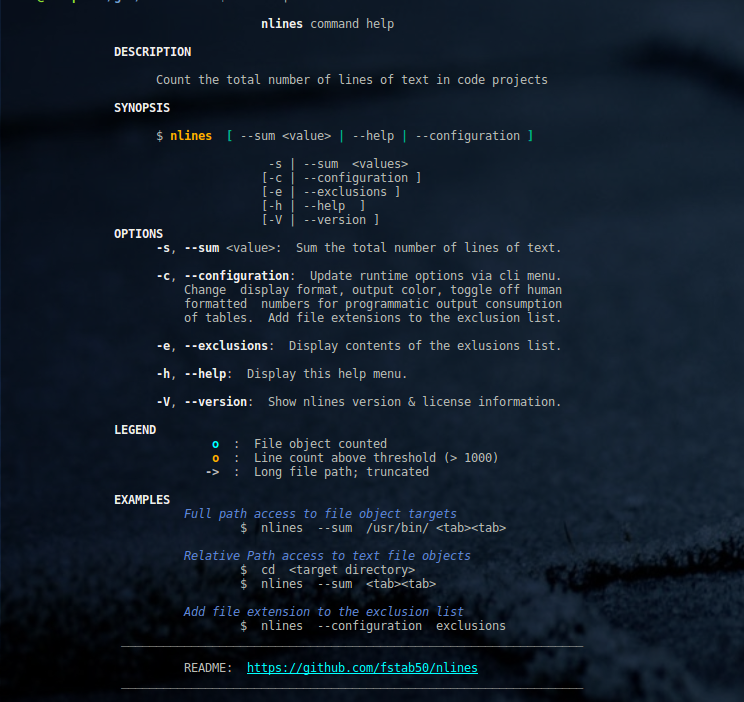 nlines command help
DESCRIPTION
Count the total number of lines of text in code projects
SYNOPSIS
$ nlines [ --sum <value> | --help | --configuration ]
-s | --sum <values>
[-c | --configuration ]
[-e | --exclusions ]
[-h | --help ]
[-V | --version ]
OPTIONS
-s, --sum <value>: Sum the total number of lines of text.
-c, --configuration: Update runtime options via cli menu.
Change display format, output color, toggle off human
formatted numbers for programmatic output consumption
of tables. Add file extensions to the exclusion list.
-e, --exclusions: Display contents of the exlusions list.
-h, --help: Display this help menu.
-V, --version: Show nlines version & license information.
LEGEND
o : File object counted
o : Line count above threshold (> 1000)
-> : Long file path; truncated
EXAMPLES
Full path access to file object targets
$ nlines --sum /usr/bin/ <tab><tab>
Relative Path access to text file objects
$ cd <target directory>
$ nlines --sum <tab><tab>
Add file extension to the exclusion list
$ nlines --configuration exclusions
README: https://github.com/fstab50/nlines